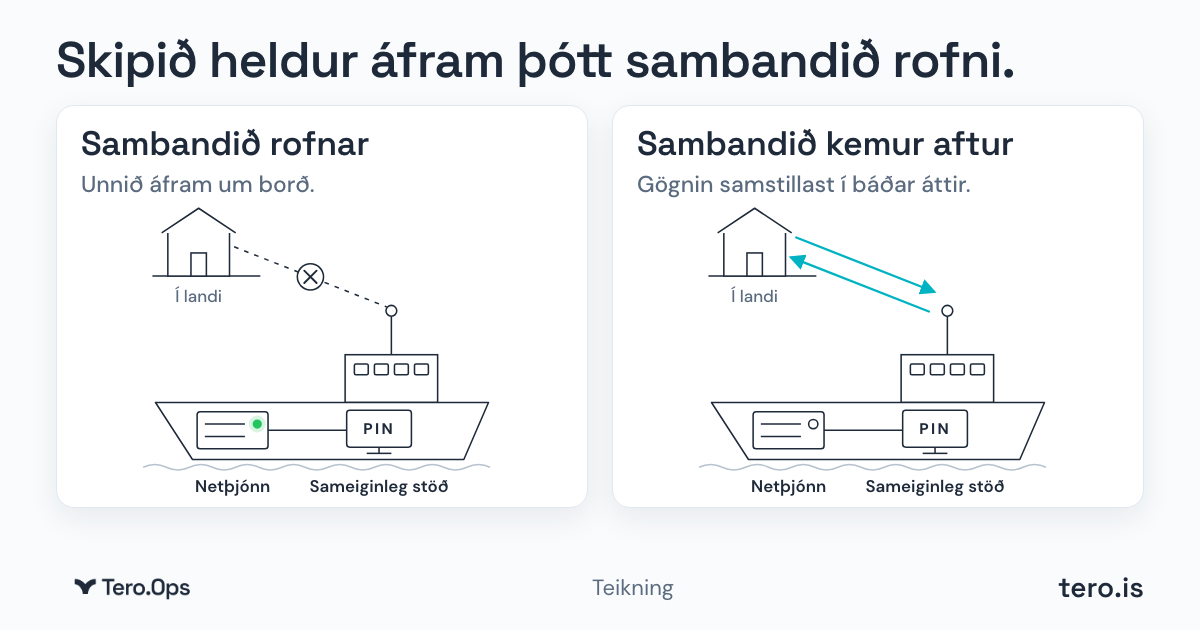 Skipið heldur áfram þótt sambandið rofni.
Sambandið rofnar
Unnið áfram um borð.
Í landi
PIN
Netþjónn
Sameiginleg stöð
Sambandið kemur aftur
Gögnin samstillast í báðar áttir.
Í landi
PIN
Netþjónn
Sameiginleg stöð
Tero.Ops
Teikning
tero.is